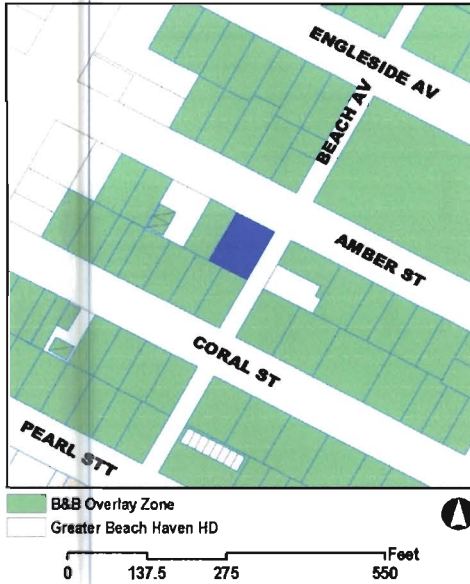 ENGLESIDE AV
BEACH AV
AMBER ST
CORAL ST
PEARL STT
B&B Overlay Zone
Greater Beach Haven HD
Feet
0 137.5 275 550